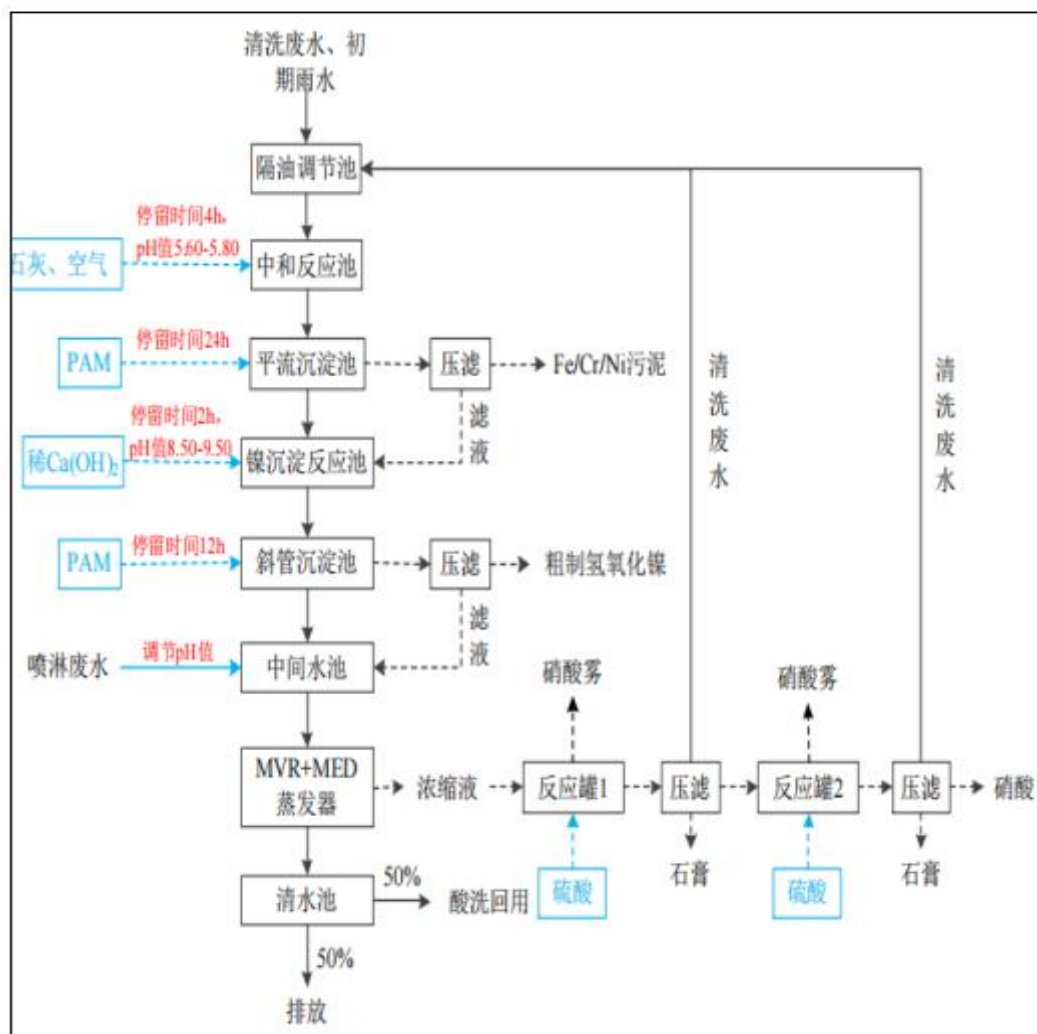 清洗废水、初
期雨水
隔油调节池
停留时间4h,
pH值5.60-5.80
石灰、空气
中和反应池
停留时间24h
PAM
平流沉淀池
压滤
Fe/Cr/Ni污泥
滤液
停留时间2h,
pH值8.50-9.50
稀Ca(OH)₂
镍沉淀反应池
清洗废水
清洗废水
停留时间12h
PAM
斜管沉淀池
压滤
粗制氢氧化镍
滤液
喷淋废水
调节pH值
中间水池
硝酸雾
硝酸雾
MVR+MED
蒸发器
浓缩液
反应罐1
压滤
反应罐2
压滤
硝酸
石膏
石膏
硫酸
硫酸
清水池
50%
酸洗回用
50%
排放